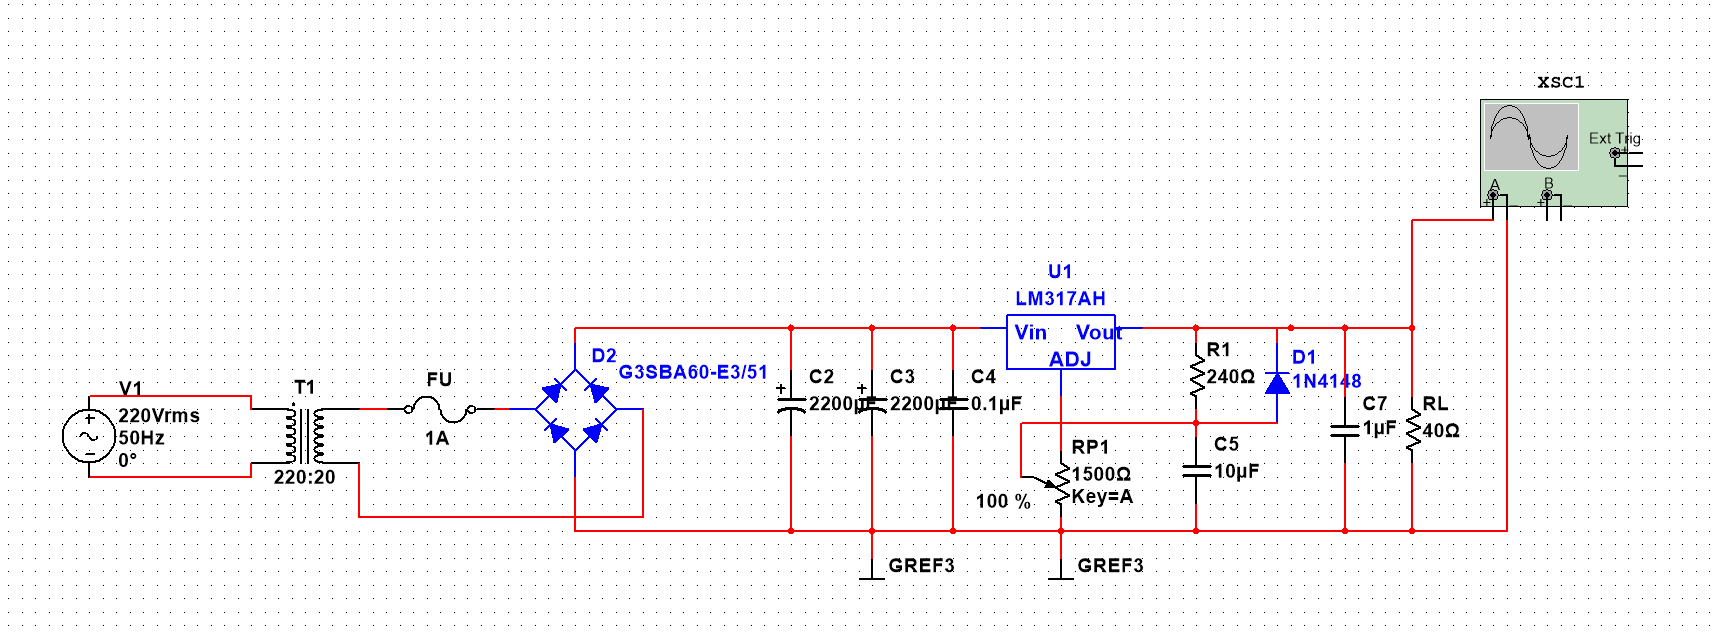 XSC1
Ext Trig
+
−
A
B
+
−
+
−
U1
LM317AH
Vin
Vout
ADJ
D2
G3SBA60-E3/51
R1
240Ω
D1
1N4148
V1
220Vrms
50Hz
0°
+
−
T1
220:20
FU
1A
+
C2
2200µF
+
C3
2200µF
C4
0.1µF
C7
1µF
RL
40Ω
C5
10µF
RP1
1500Ω
Key=A
100 %
GREF3
GREF3